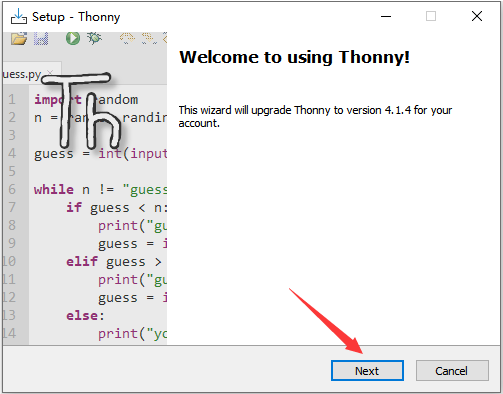 Setup - Thonny
uess.py
Th
Welcome to using Thonny!
This wizard will upgrade Thonny to version 4.1.4 for your
account.
1 import random
2 n = randin
3
4 guess = int(input
5
6 while n != "guess
7 if guess < n:
8 print("gu
9 guess = i
10 elif guess >
11 print("gu
12 guess = i
13 else:
14 print("yo
Next
Cancel